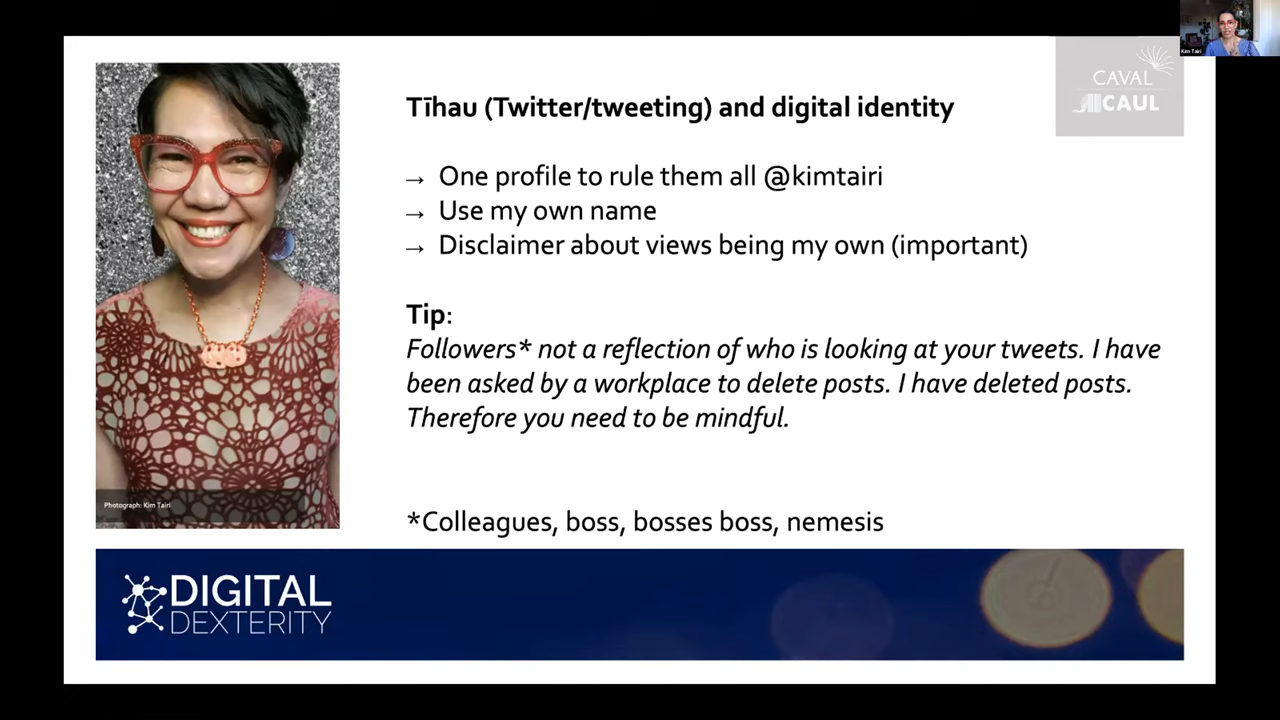 Kim Tairi
CAVAL
CAUL
Tīhau (Twitter/tweeting) and digital identity
→ One profile to rule them all @kimtairi
→ Use my own name
→ Disclaimer about views being my own (important)
Tip:
Followers* not a reflection of who is looking at your tweets. I have
been asked by a workplace to delete posts. I have deleted posts.
Therefore you need to be mindful.
Photograph: Kim Tairi
*Colleagues, boss, bosses boss, nemesis
DIGITAL
DEXTERITY